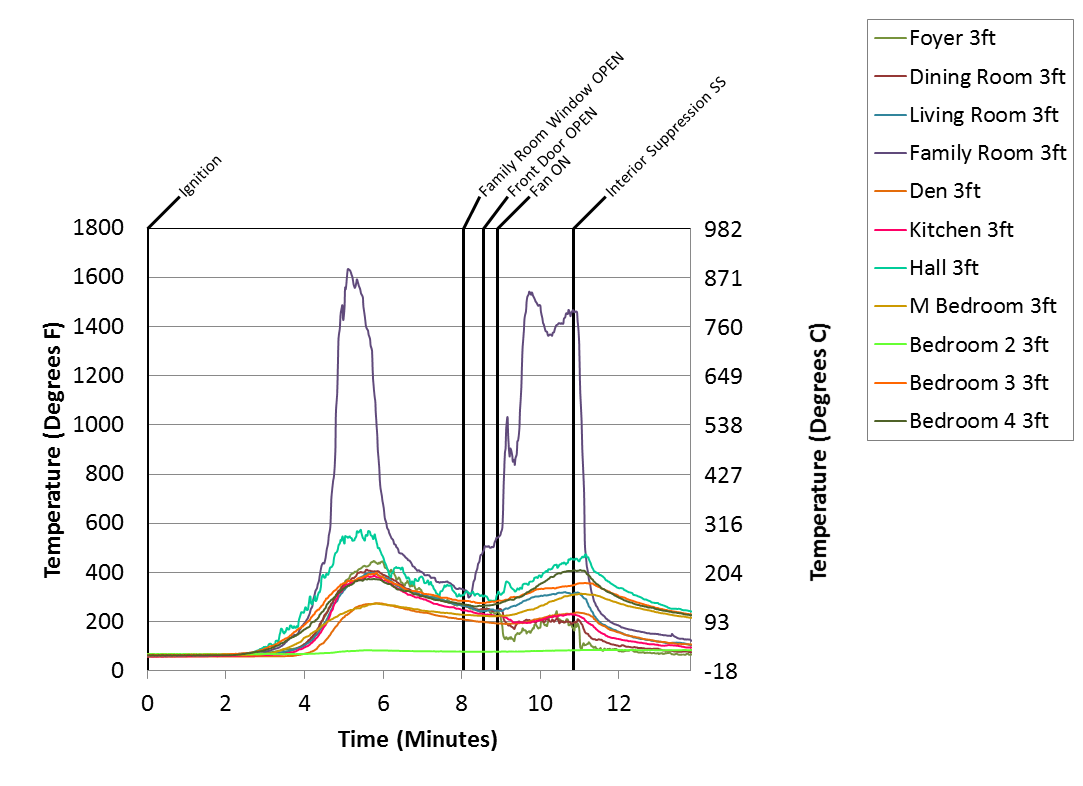 Ignition
Family Room Window OPEN
Front Door OPEN
Fan ON
Interior Suppression SS
Foyer 3ft
Dining Room 3ft
Living Room 3ft
Family Room 3ft
Den 3ft
Kitchen 3ft
Hall 3ft
M Bedroom 3ft
Bedroom 2 3ft
Bedroom 3 3ft
Bedroom 4 3ft
Temperature (Degrees F)
1800
1600
1400
1200
1000
800
600
400
200
0
982
871
760
649
538
427
316
204
93
-18
Temperature (Degrees C)
0 2 4 6 8 10 12
Time (Minutes)